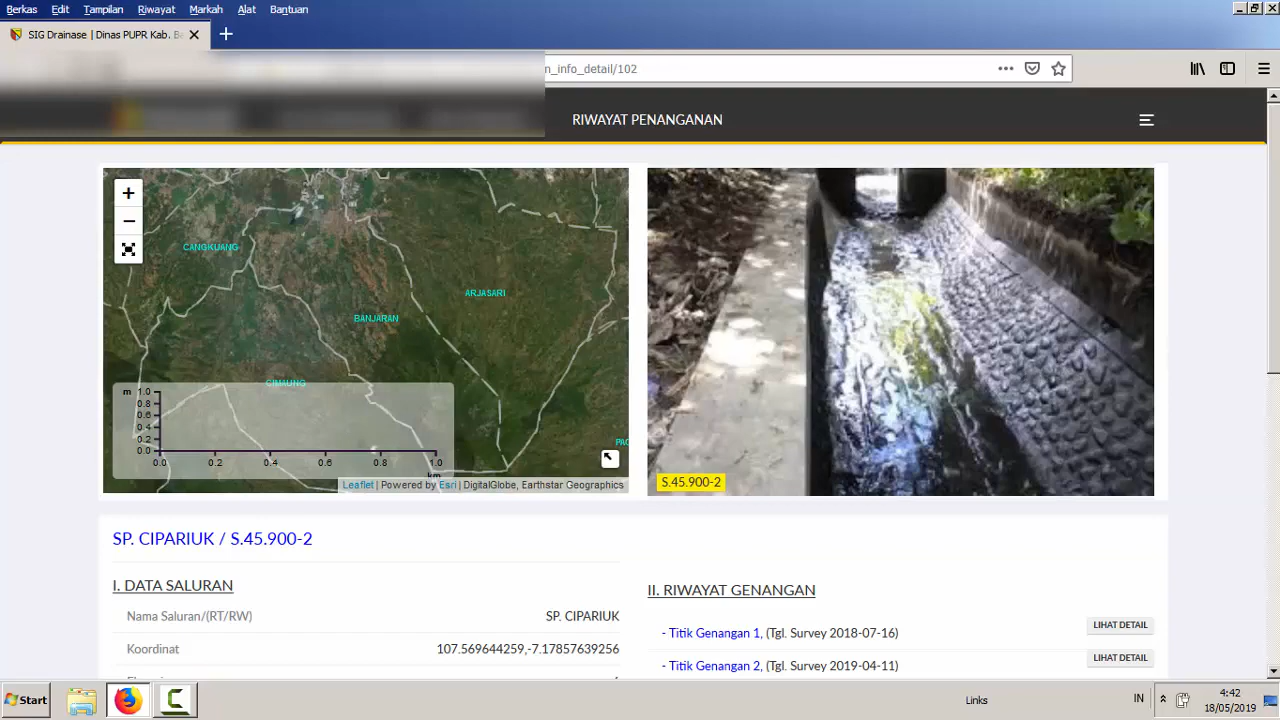 Berkas Edit Tampilan Riwayat Markah Alat Bantuan
SIG Drainase | Dinas PUPR Kab. Ba
n_info_detail/102
RIWAYAT PENANGANAN
+
−
CANGKUANG
ARJASARI
BANJARAN
CIMAUNG
PAC
m
1.0
0.8
0.6
0.4
0.2
0.0
0.0 0.2 0.4 0.6 0.8 1.0
km
Leaflet | Powered by Esri | DigitalGlobe, Earthstar Geographics
S.45.900-2
SP. CIPARIUK / S.45.900-2
I. DATA SALURAN
Nama Saluran/(RT/RW) SP. CIPARIUK
Koordinat 107.569644259,-7.17857639256
II. RIWAYAT GENANGAN
- Titik Genangan 1, (Tgl. Survey 2018-07-16) LIHAT DETAIL
- Titik Genangan 2, (Tgl. Survey 2019-04-11) LIHAT DETAIL
Start
Links
IN
4:42
18/05/2019